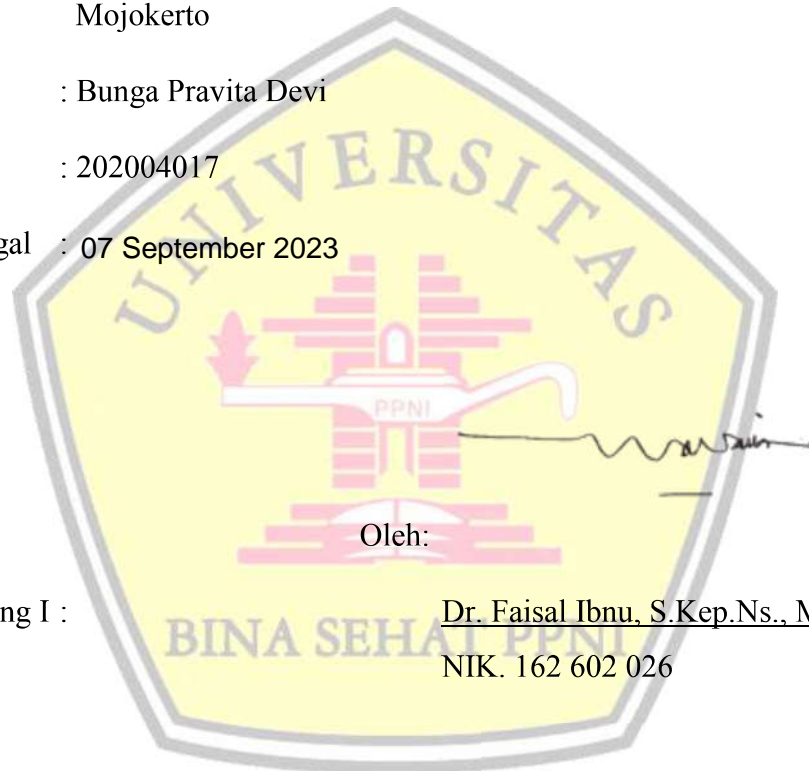 Mojokerto
: Bunga Pravita Devi
: 202004017
gal : 07 September 2023
UNIVERSITAS
PPNI
Oleh:
ng I :
Dr. Faisal Ibnu, S.Kep.Ns., M
NIK. 162 602 026
BINA SEHAT PPNI